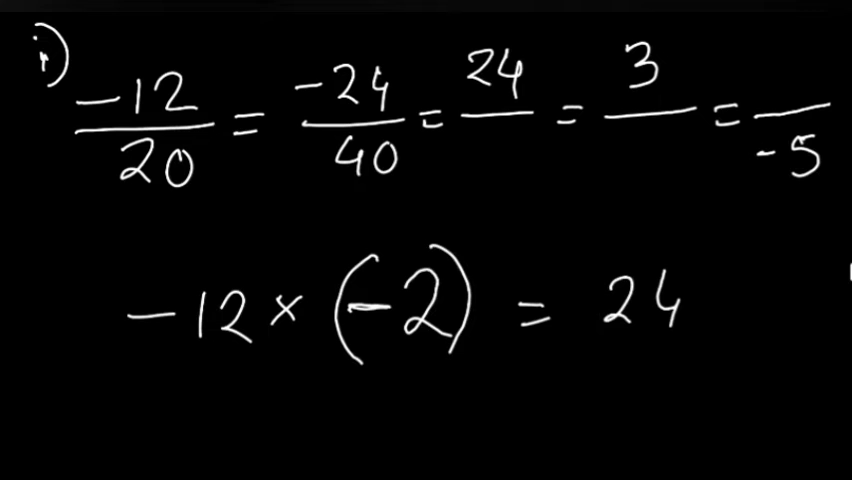 i)
-12/20 = -24/40 = 24/ = 3/ = /-5
-12 × (-2) = 24